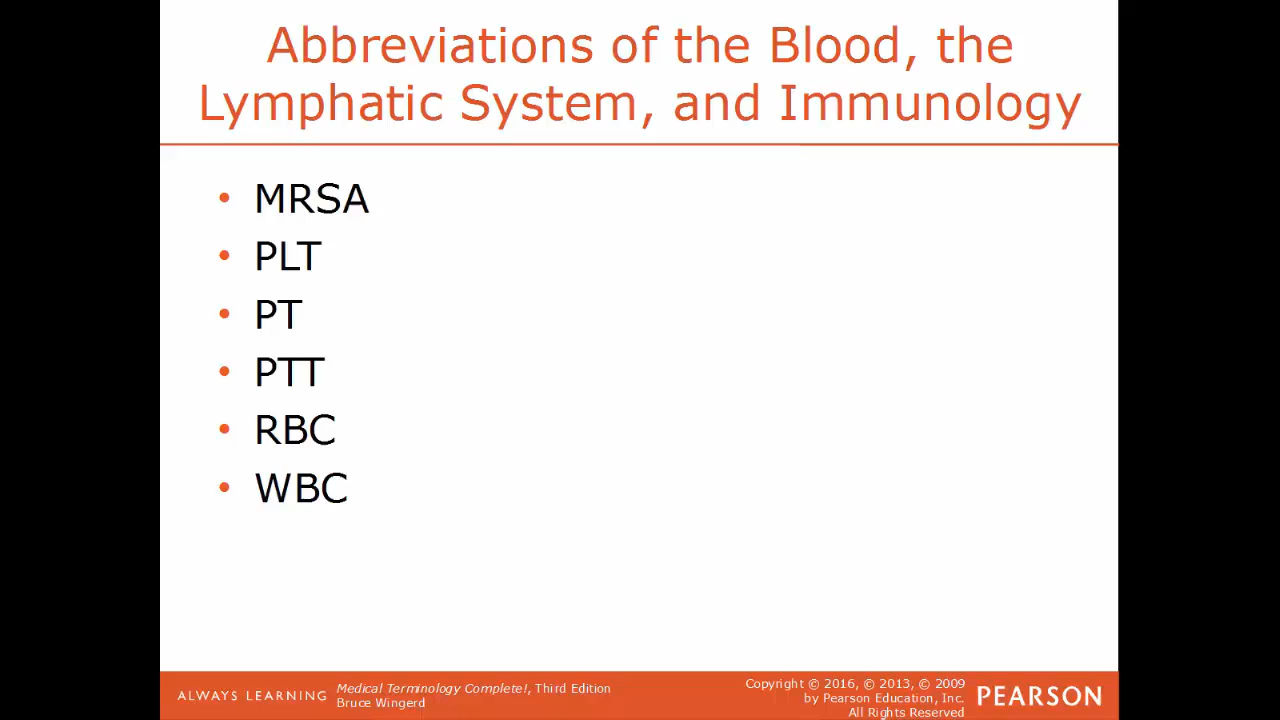 Abbreviations of the Blood, the
Lymphatic System, and Immunology
• MRSA
• PLT
• PT
• PTT
• RBC
• WBC
ALWAYS LEARNING
Medical Terminology Complete!, Third Edition
Bruce Wingerd
Copyright © 2016, © 2013, © 2009
by Pearson Education, Inc.
All Rights Reserved
PEARSON